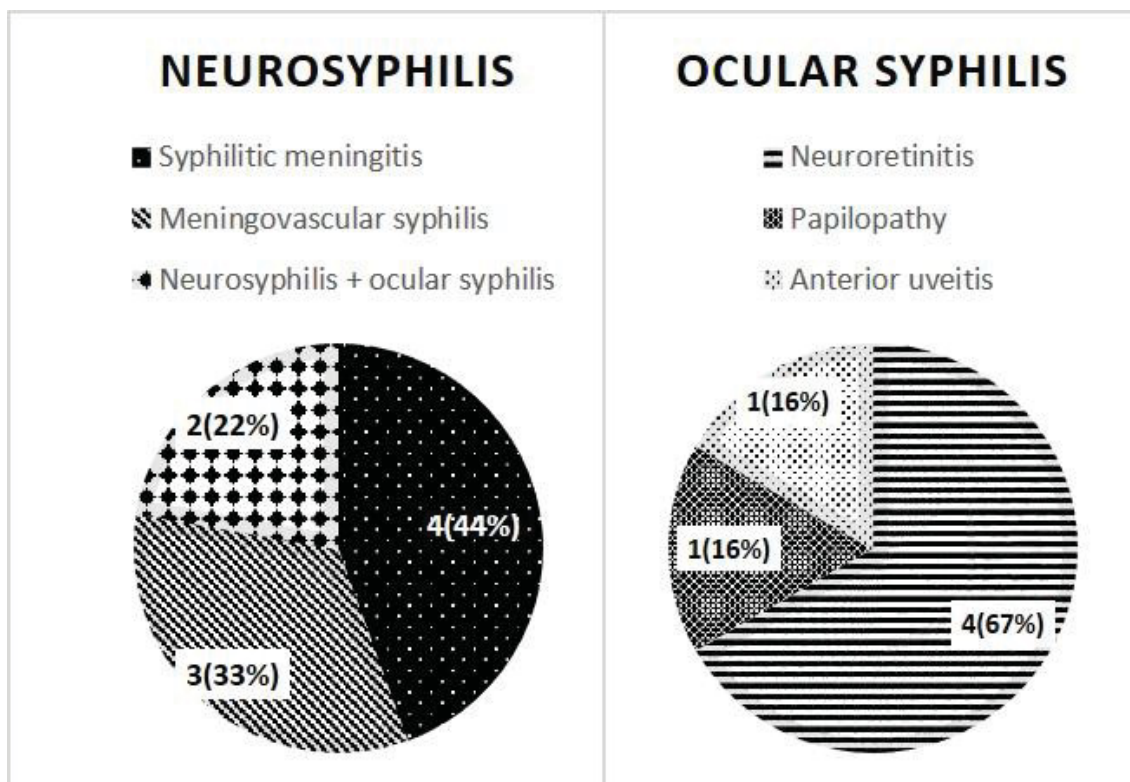 NEUROSYPHILIS
Syphilitic meningitis
Meningovascular syphilis
Neurosyphilis + ocular syphilis
2(22%)
4(44%)
3(33%)
OCULAR SYPHILIS
Neuroretinitis
Papilopathy
Anterior uveitis
1(16%)
1(16%)
4(67%)